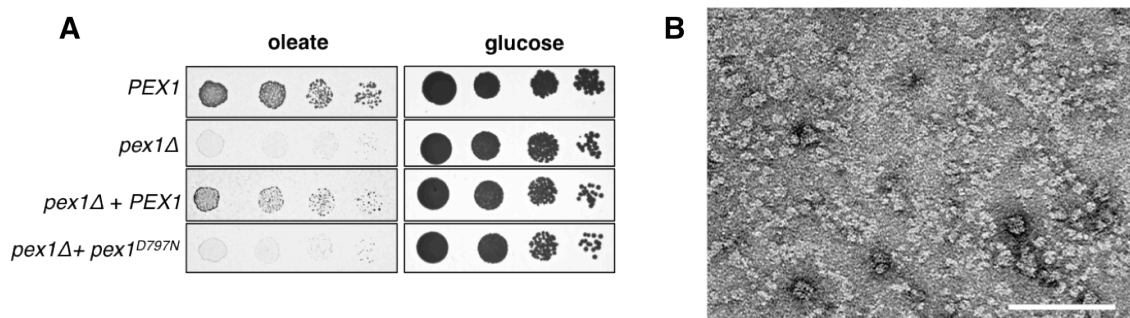 A
B
oleate
glucose
PEX1
pex1Δ
pex1Δ + PEX1
pex1Δ+ pex1D797N